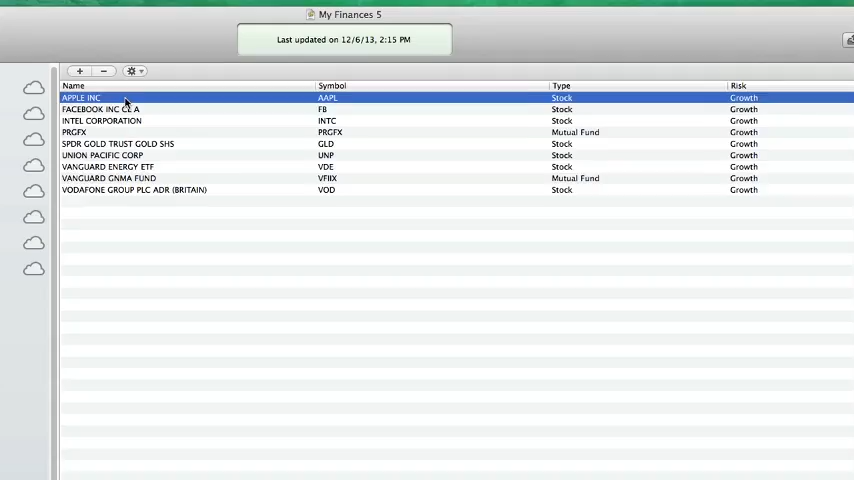 My Finances 5
Last updated on 12/6/13, 2:15 PM
Name Symbol Type Risk
APPLE INC AAPL Stock Growth
FACEBOOK INC CL A FB Stock Growth
INTEL CORPORATION INTC Stock Growth
PRGFX PRGFX Mutual Fund Growth
SPDR GOLD TRUST GOLD SHS GLD Stock Growth
UNION PACIFIC CORP UNP Stock Growth
VANGUARD ENERGY ETF VDE Stock Growth
VANGUARD GNMA FUND VFIIX Mutual Fund Growth
VODAFONE GROUP PLC ADR (BRITAIN) VOD Stock Growth